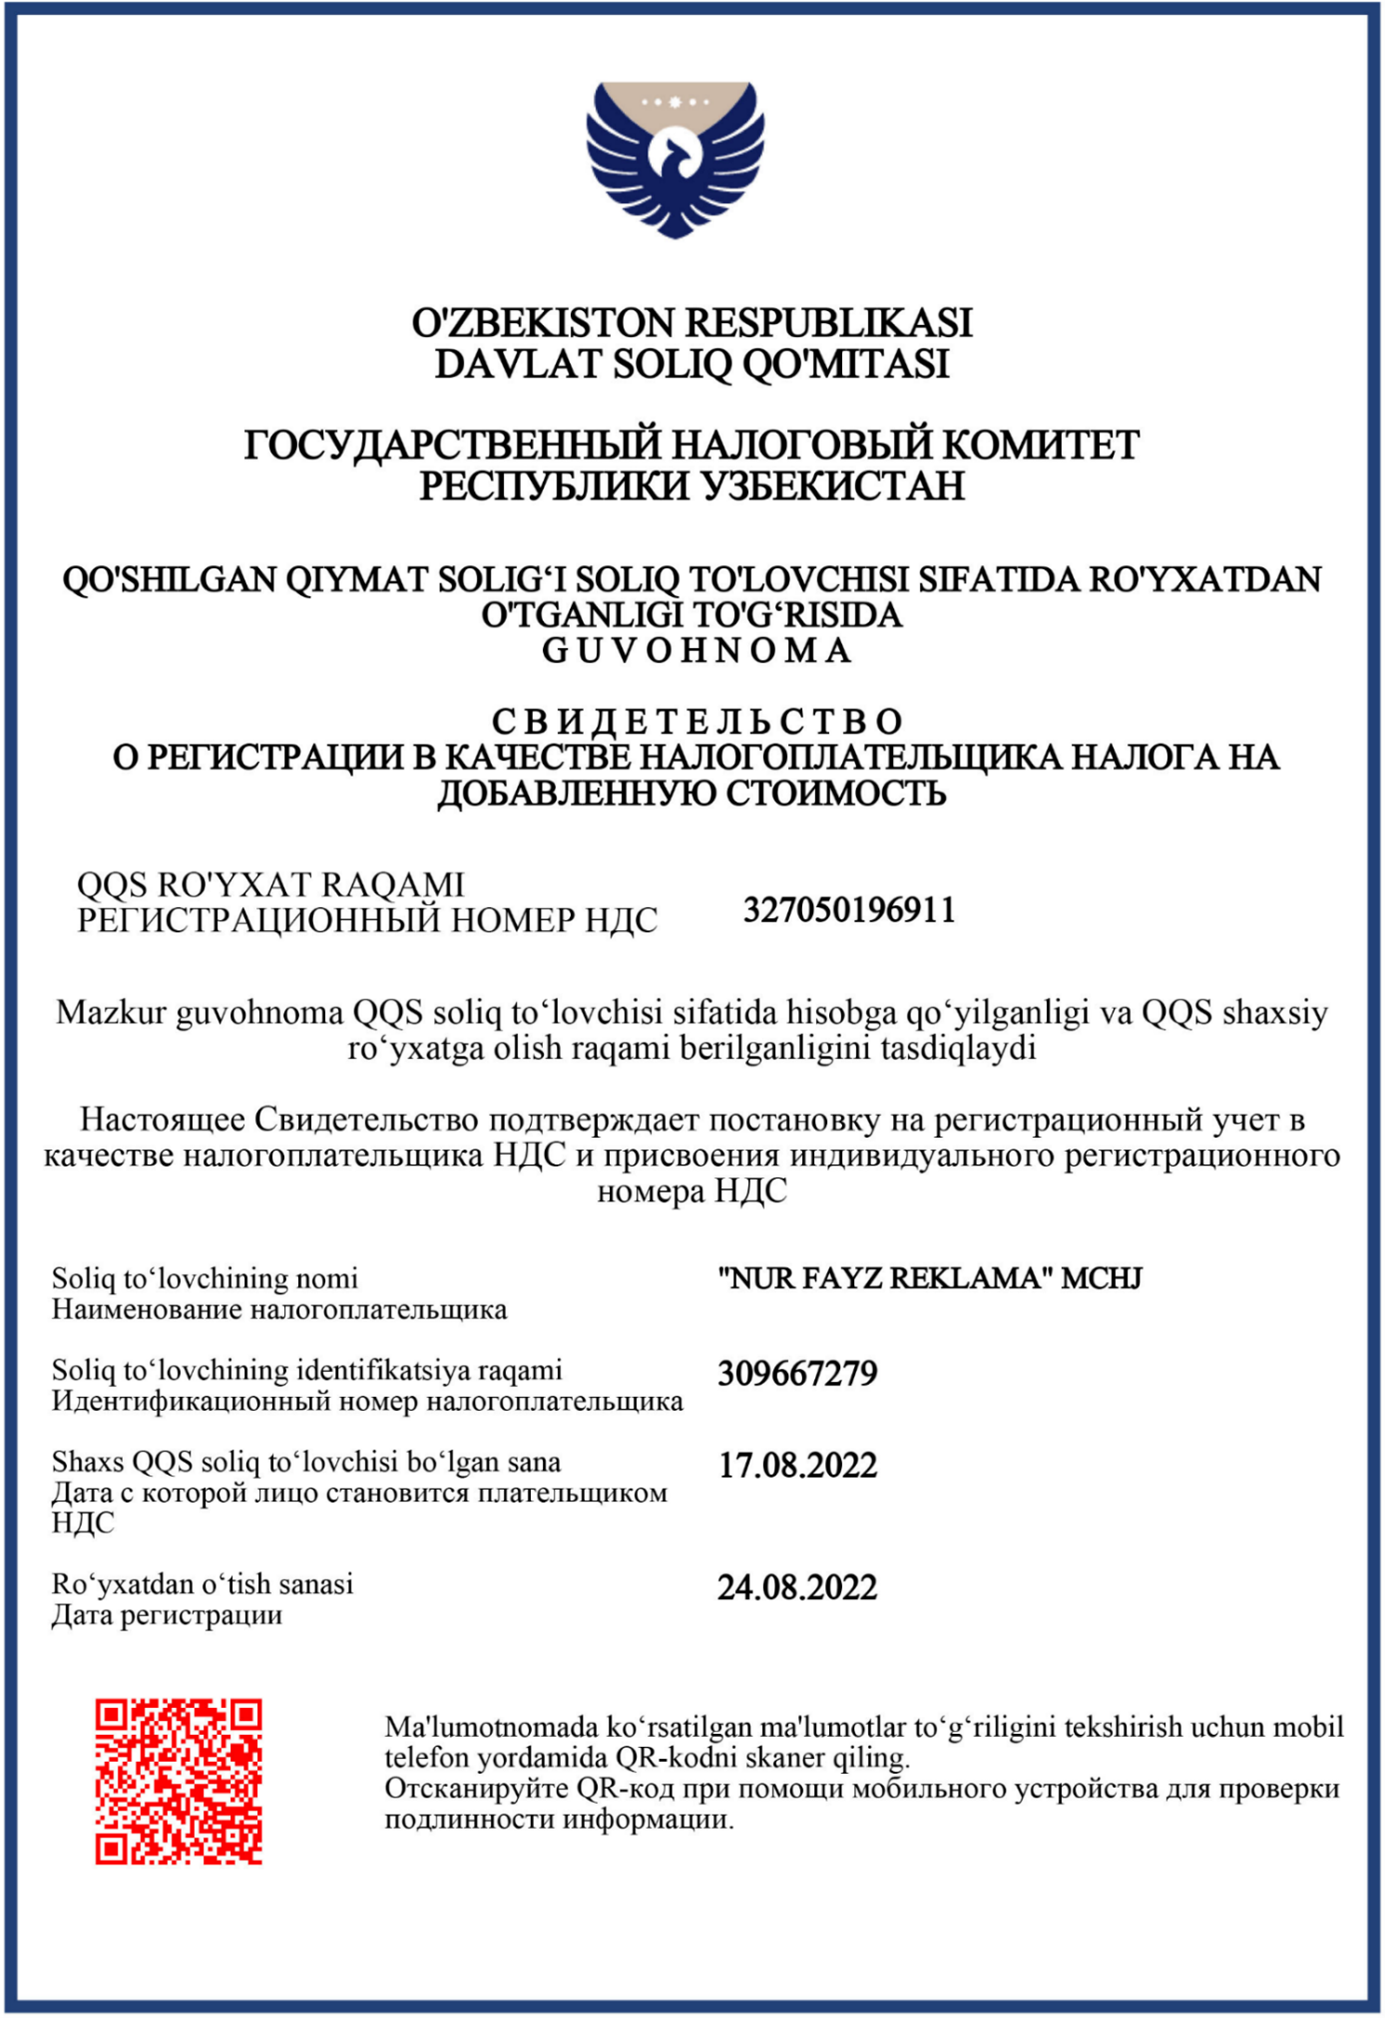 O'ZBEKISTON RESPUBLIKASI
DAVLAT SOLIQ QO'MITASI
ГОСУДАРСТВЕННЫЙ НАЛОГОВЫЙ КОМИТЕТ
РЕСПУБЛИКИ УЗБЕКИСТАН
QO'SHILGAN QIYMAT SOLIG‘I SOLIQ TO'LOVCHISI SIFATIDA RO'YXATDAN
O'TGANLIGI TO'G‘RISIDA
G U V O H N O M A
С В И Д Е Т Е Л Ь С Т В О
О РЕГИСТРАЦИИ В КАЧЕСТВЕ НАЛОГОПЛАТЕЛЬЩИКА НАЛОГА НА
ДОБАВЛЕННУЮ СТОИМОСТЬ
QQS RO'YXAT RAQAMI
РЕГИСТРАЦИОННЫЙ НОМЕР НДС
327050196911
Mazkur guvohnoma QQS soliq to‘lovchisi sifatida hisobga qo‘yilganligi va QQS shaxsiy
ro‘yxatga olish raqami berilganligini tasdiqlaydi
Настоящее Свидетельство подтверждает постановку на регистрационный учет в
качестве налогоплательщика НДС и присвоения индивидуального регистрационного
номера НДС
Soliq to‘lovchining nomi
Наименование налогоплательщика
"NUR FAYZ REKLAMA" MCHJ
Soliq to‘lovchining identifikatsiya raqami
Идентификационный номер налогоплательщика
309667279
Shaxs QQS soliq to‘lovchisi bo‘lgan sana
Дата с которой лицо становится плательщиком
НДС
17.08.2022
Ro‘yxatdan o‘tish sanasi
Дата регистрации
24.08.2022
Ma'lumotnomada ko‘rsatilgan ma'lumotlar to‘g‘riligini tekshirish uchun mobil
telefon yordamida QR-kodni skaner qiling.
Отсканируйте QR-код при помощи мобильного устройства для проверки
подлинности информации.